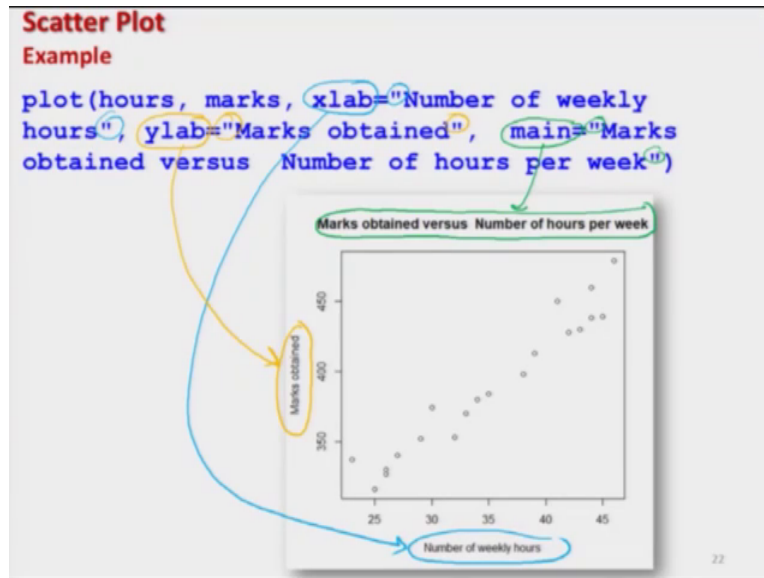 Scatter Plot
Example
plot(hours, marks, xlab="Number of weekly
hours", ylab="Marks obtained", main="Marks
obtained versus Number of hours per week")
Marks obtained versus Number of hours per week
450
400
350
Marks obtained
25 30 35 40 45
Number of weekly hours
22